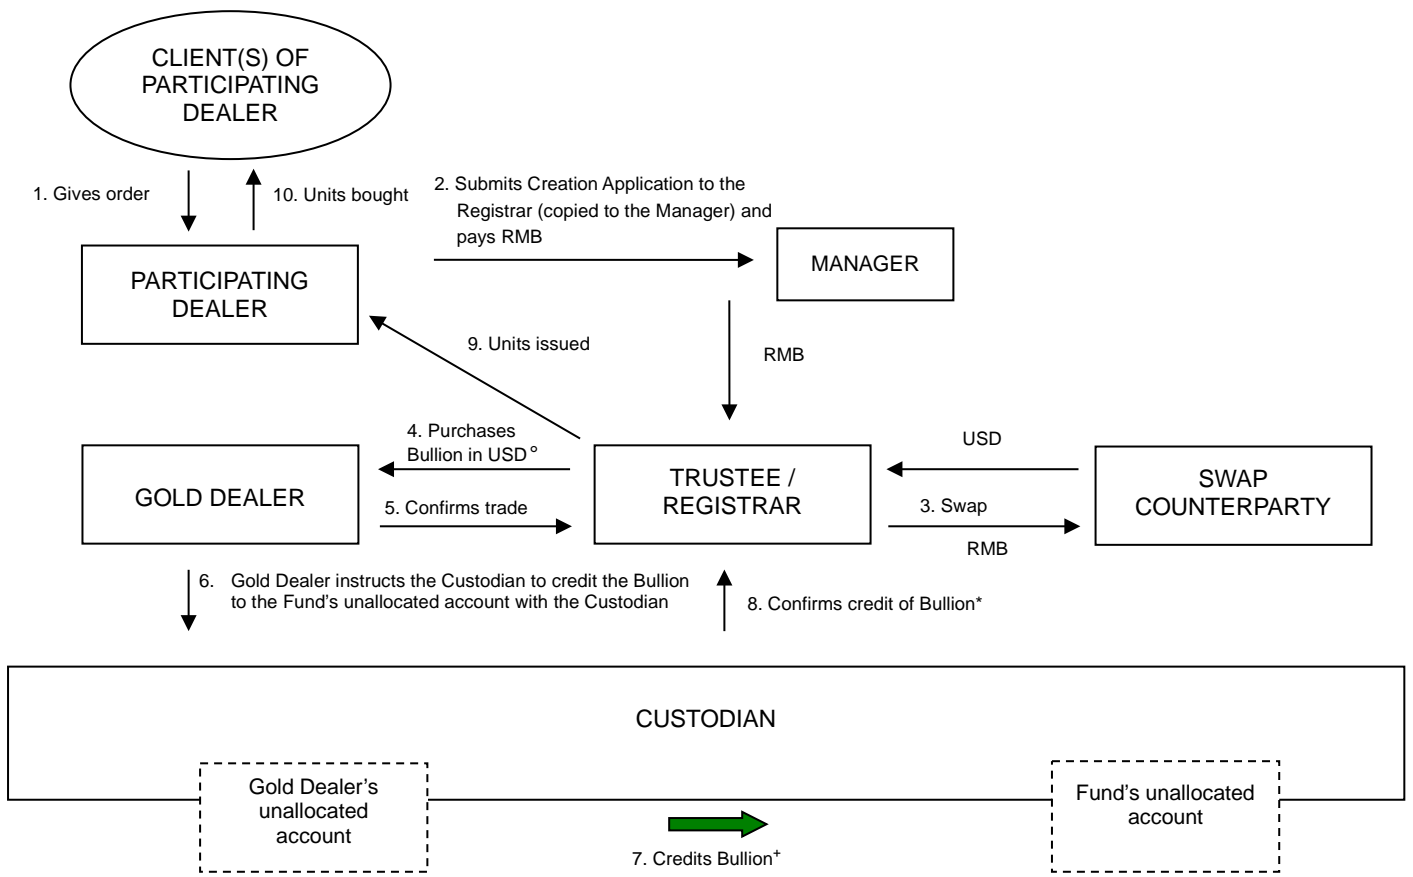 CLIENT(S) OF
PARTICIPATING
DEALER
1. Gives order
10. Units bought
2. Submits Creation Application to the
Registrar (copied to the Manager) and
pays RMB
PARTICIPATING
DEALER
MANAGER
9. Units issued
RMB
4. Purchases
Bullion in USD°
USD
GOLD DEALER
TRUSTEE /
REGISTRAR
SWAP
COUNTERPARTY
5. Confirms trade
3. Swap
RMB
6. Gold Dealer instructs the Custodian to credit the Bullion
to the Fund’s unallocated account with the Custodian
8. Confirms credit of Bullion*
CUSTODIAN
Gold Dealer’s
unallocated
account
Fund’s unallocated
account
7. Credits Bullion⁺